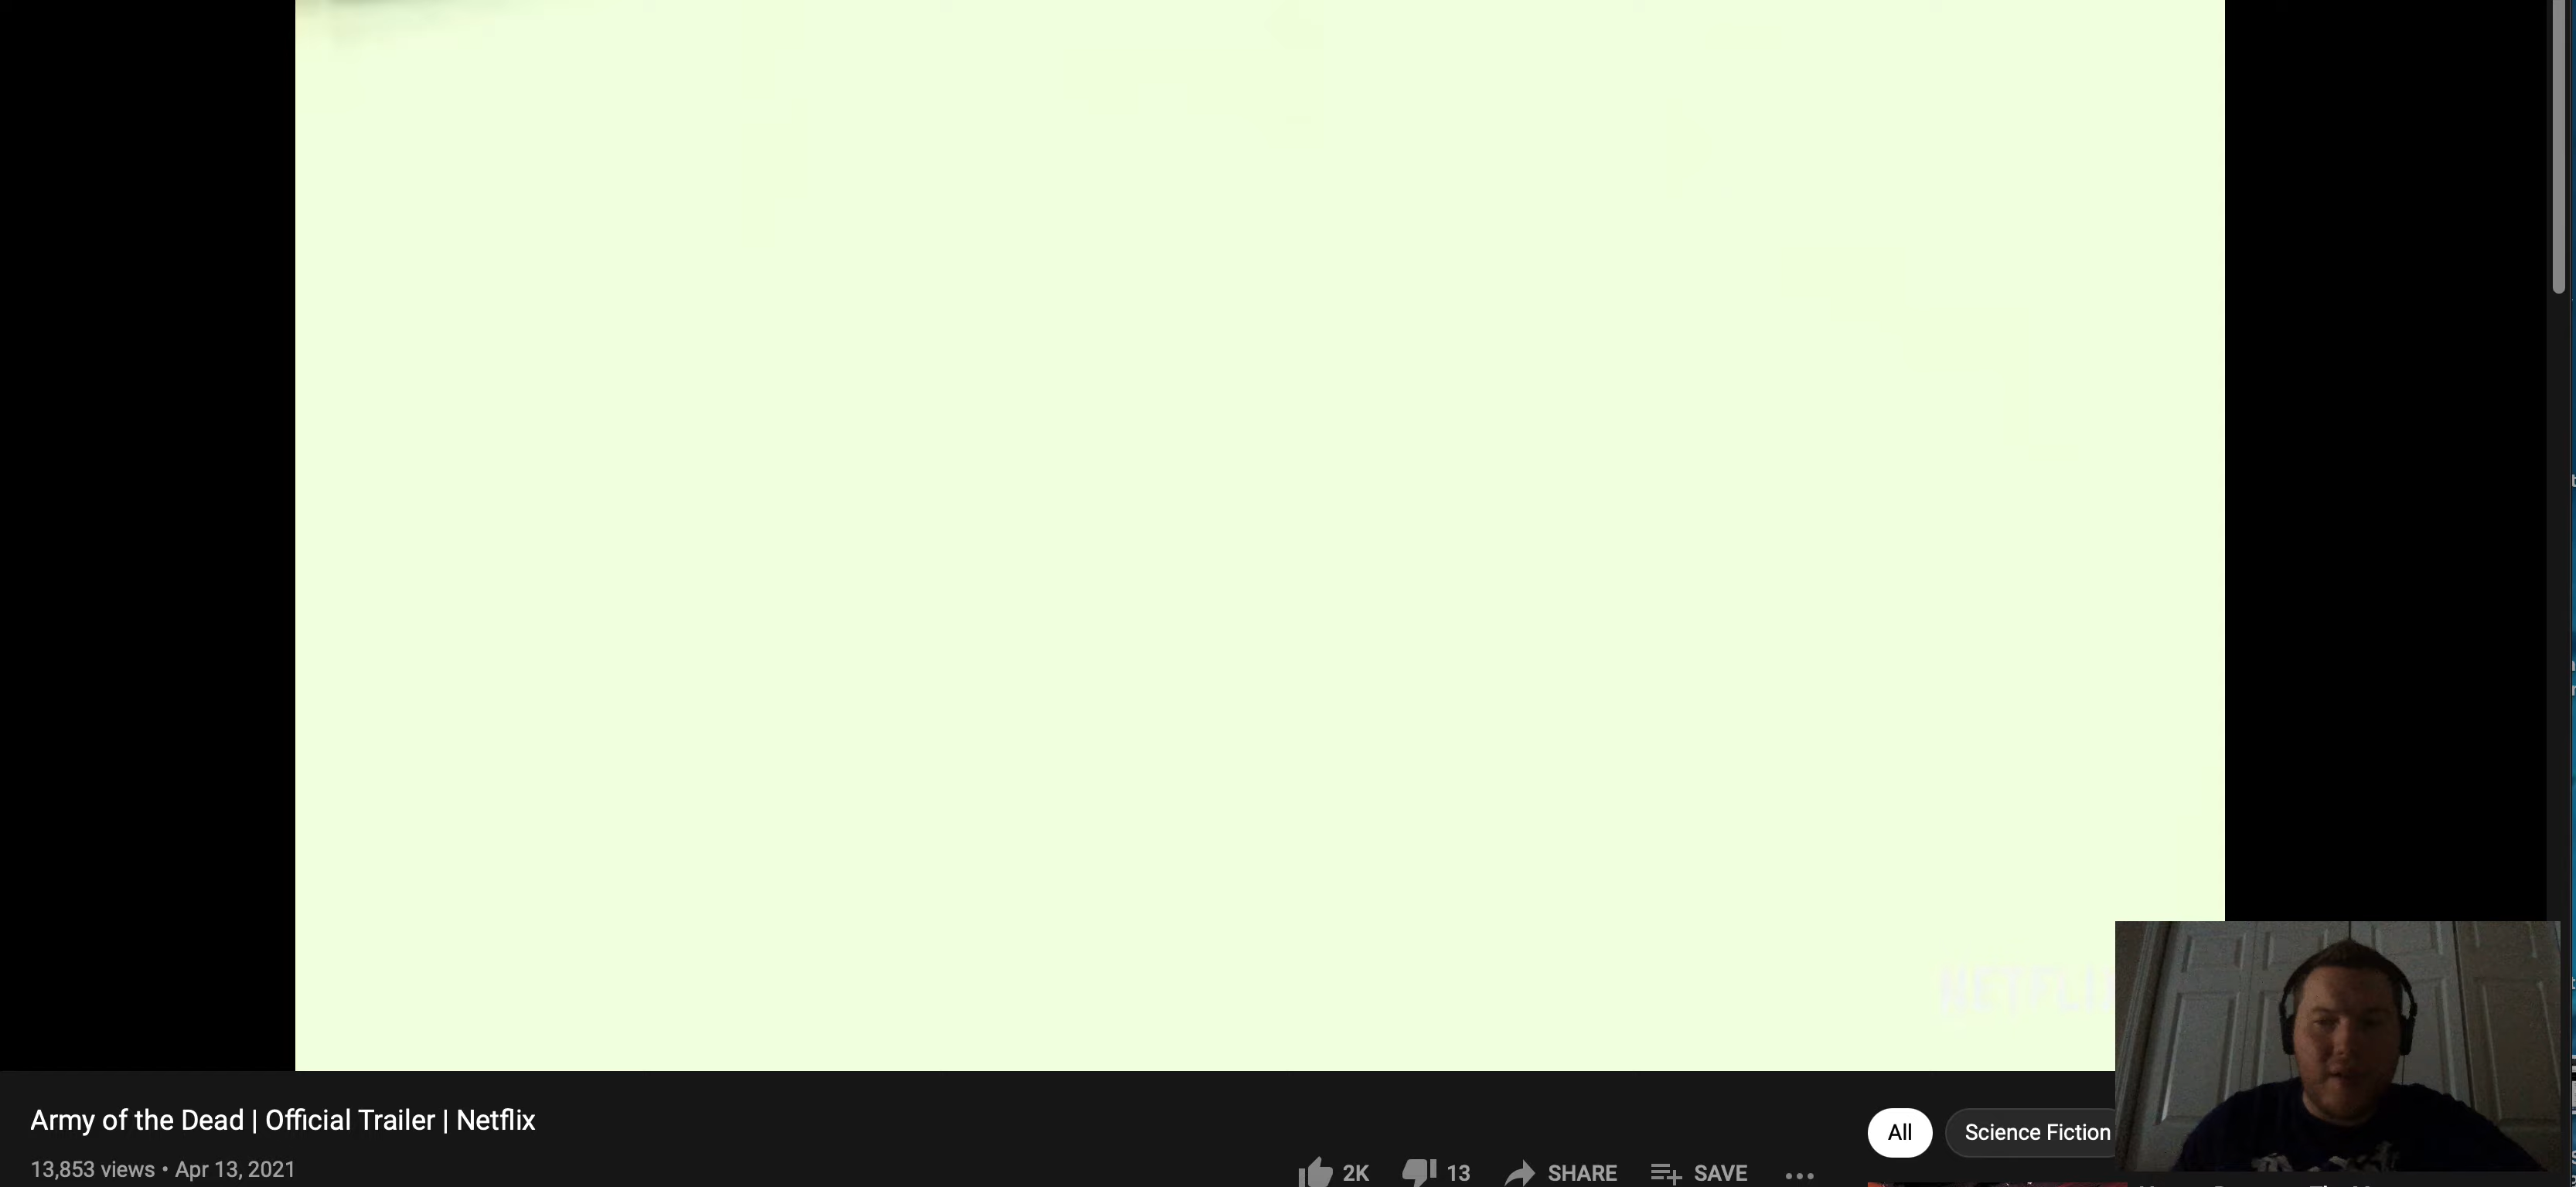 NETFLIX
Army of the Dead | Official Trailer | Netflix
13,853 views • Apr 13, 2021
2K
13
SHARE
SAVE
All
Science Fiction